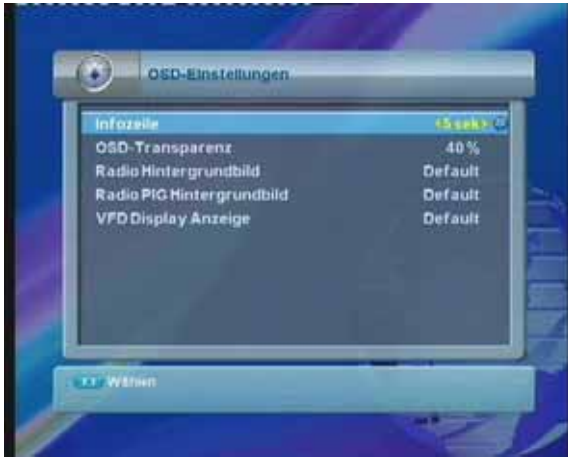 OSD-Einstellungen
Infozeile <5 sek>
OSD-Transparenz 40 %
Radio Hintergrundbild Default
Radio PIG Hintergrundbild Default
VFD Display Anzeige Default
Wählen